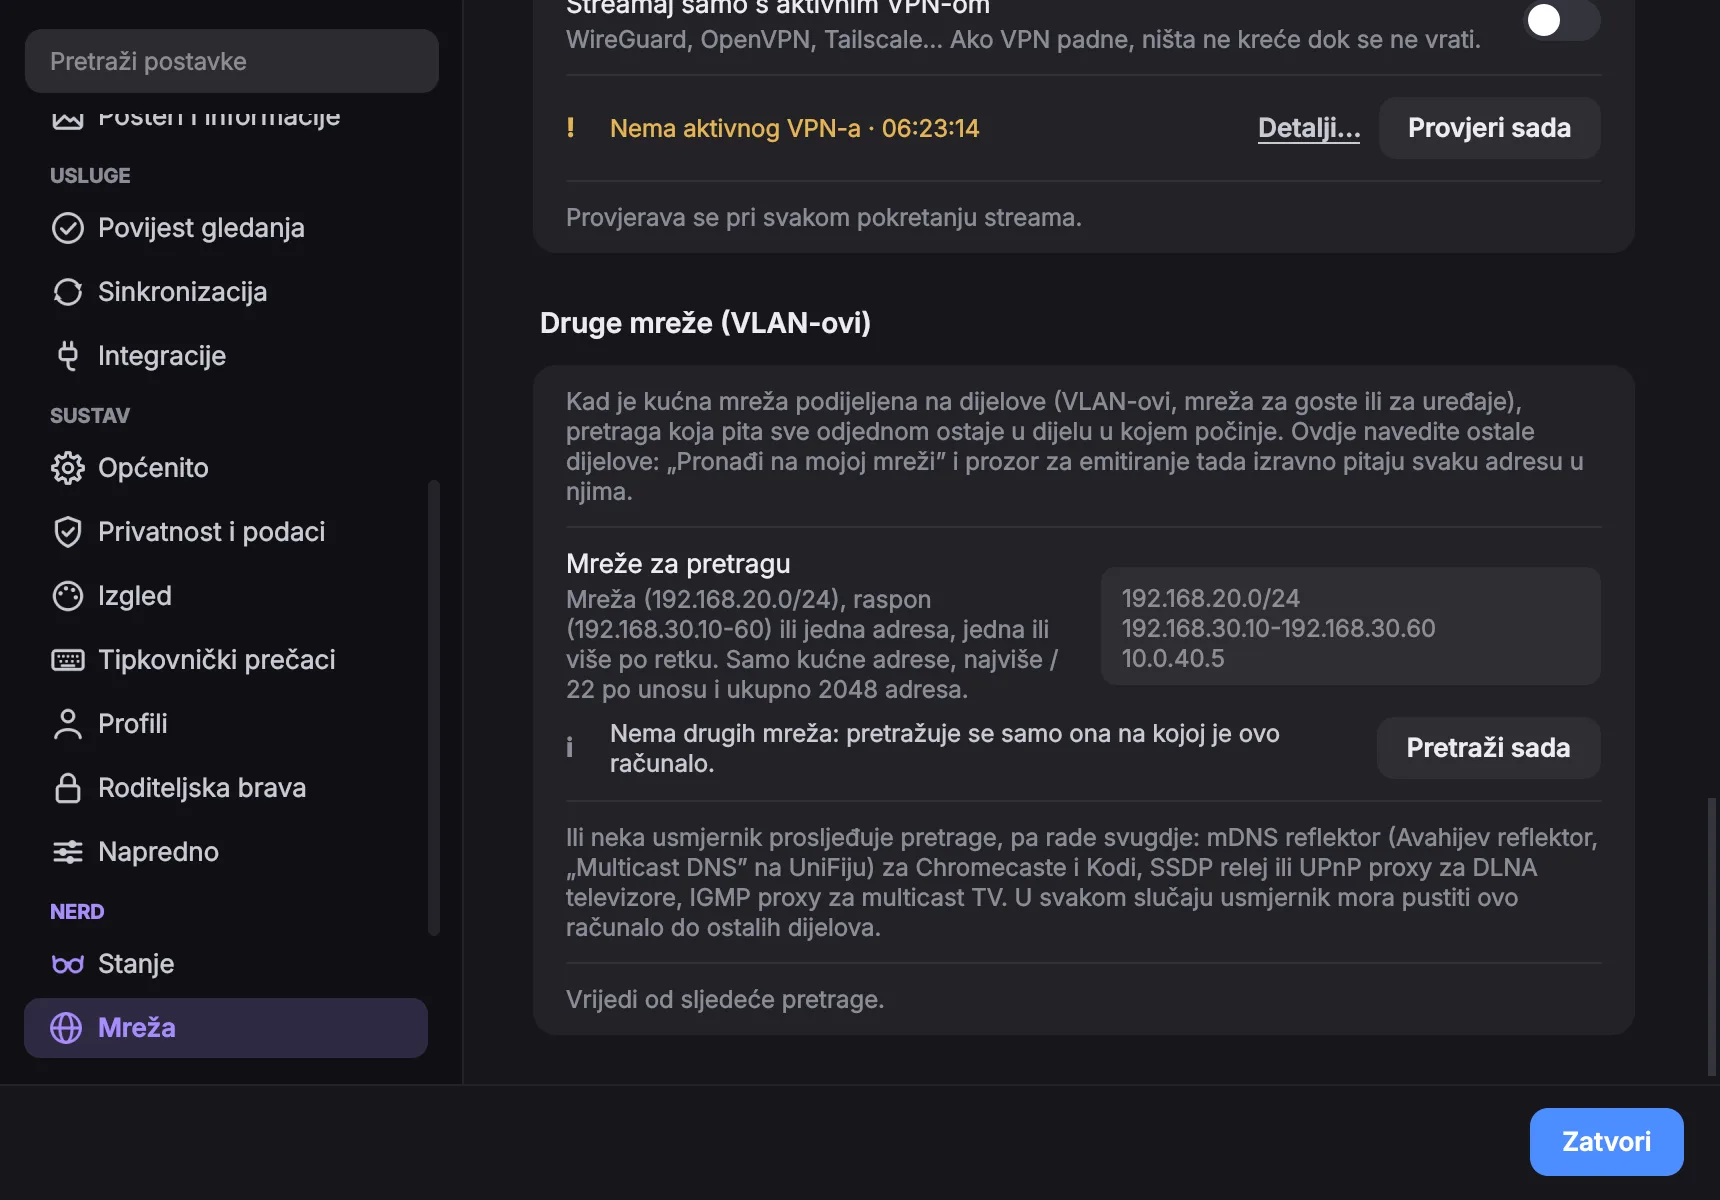 Pretraži postavke
Posteri i informacije
USLUGE
Povijest gledanja
Sinkronizacija
Integracije
SUSTAV
Općenito
Privatnost i podaci
Izgled
Tipkovnički prečaci
Profili
Roditeljska brava
Napredno
NERD
Stanje
Mreža
Streamaj samo s aktivnim VPN-om
WireGuard, OpenVPN, Tailscale... Ako VPN padne, ništa ne kreće dok se ne vrati.
! Nema aktivnog VPN-a · 06:23:14
Detalji...
Provjeri sada
Provjerava se pri svakom pokretanju streama.
Druge mreže (VLAN-ovi)
Kad je kućna mreža podijeljena na dijelove (VLAN-ovi, mreža za goste ili za uređaje),
pretraga koja pita sve odjednom ostaje u dijelu u kojem počinje. Ovdje navedite ostale
dijelove: „Pronađi na mojoj mreži” i prozor za emitiranje tada izravno pitaju svaku adresu u
njima.
Mreže za pretragu
Mreža (192.168.20.0/24), raspon
(192.168.30.10-60) ili jedna adresa, jedna ili
više po retku. Samo kućne adrese, najviše /
22 po unosu i ukupno 2048 adresa.
192.168.20.0/24
192.168.30.10-192.168.30.60
10.0.40.5
i Nema drugih mreža: pretražuje se samo ona na kojoj je ovo
računalo.
Pretraži sada
Ili neka usmjernik prosljeđuje pretrage, pa rade svugdje: mDNS reflektor (Avahijev reflektor,
„Multicast DNS” na UniFiju) za Chromecaste i Kodi, SSDP relej ili UPnP proxy za DLNA
televizore, IGMP proxy za multicast TV. U svakom slučaju usmjernik mora pustiti ovo
računalo do ostalih dijelova.
Vrijedi od sljedeće pretrage.
Zatvori